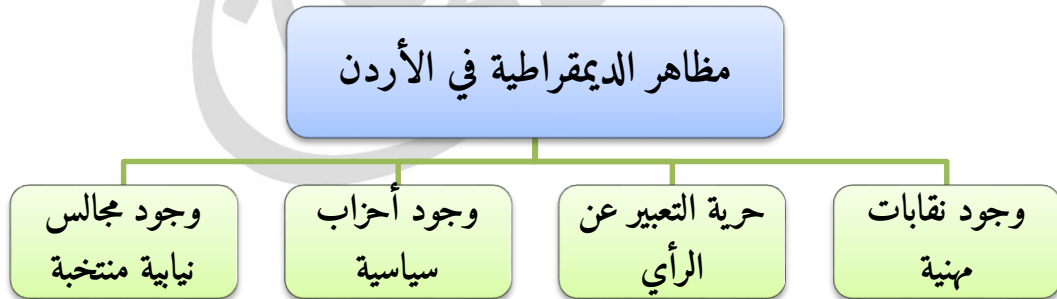 مظاهر الديمقراطية في الأردن
وجود نقابات
مهنية
حرية التعبير عن
الرأي
وجود أحزاب
سياسية
وجود مجالس
نيابية منتخبة